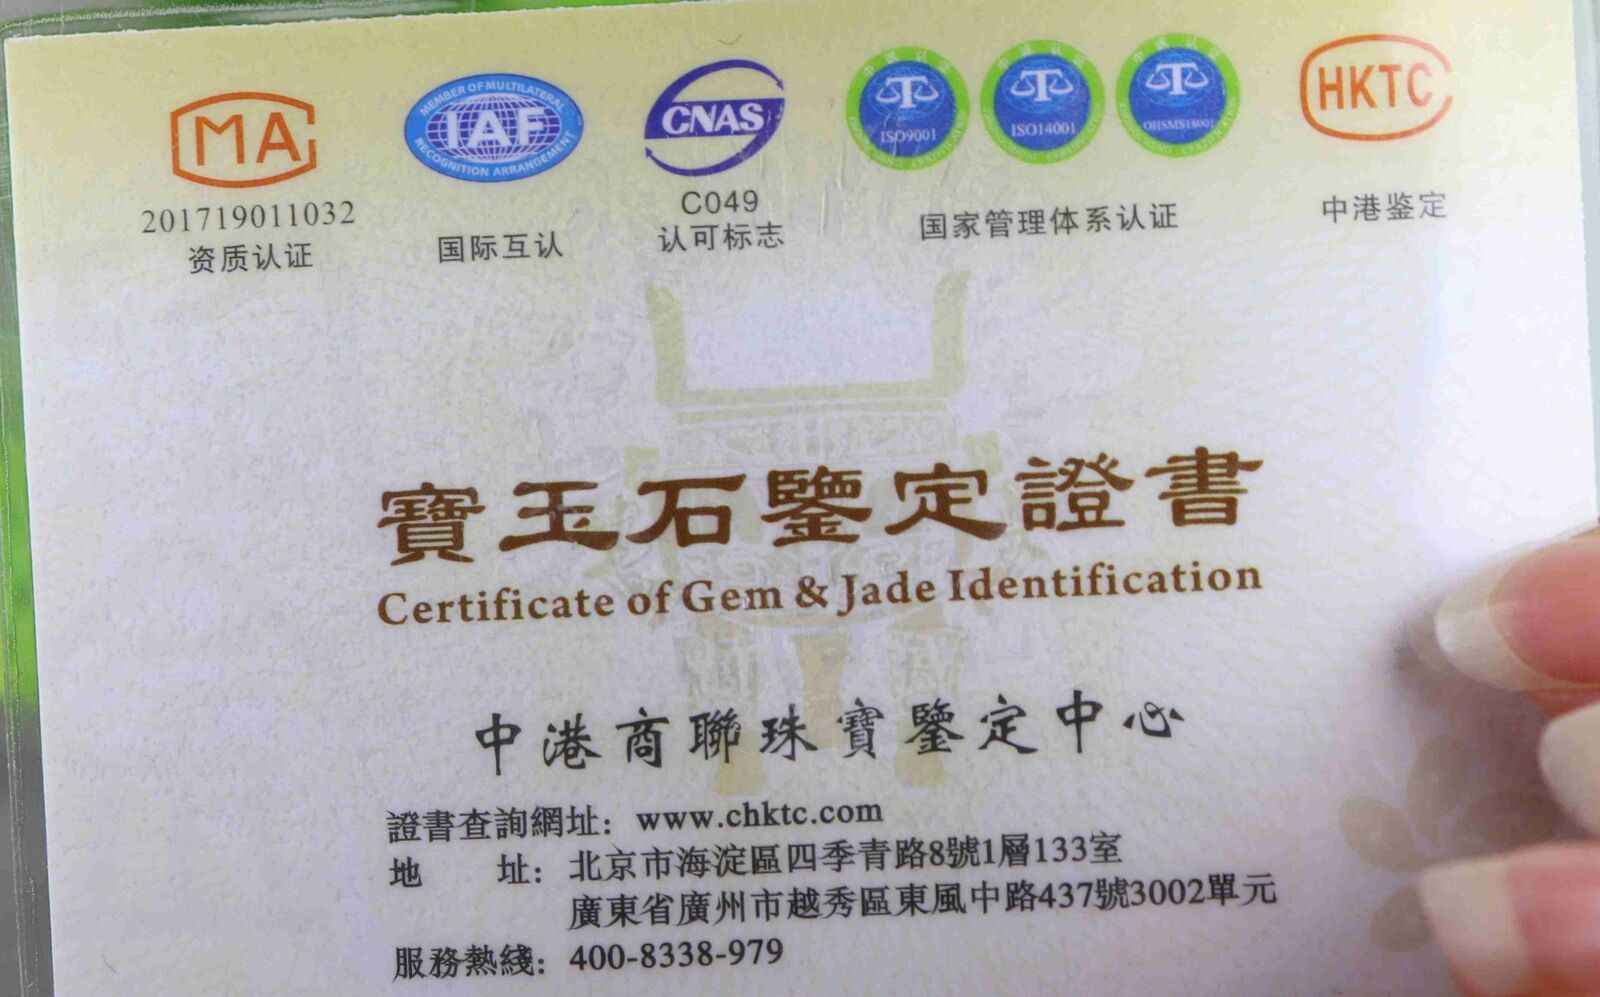 MA
IAF
MEMBER OF MULTILATERAL
RECOGNITION ARRANGEMENT
CNAS
ISO9001
ISO14001
OHSMS18001
HKTC
201719011032
资质认证
国际互认
C049
认可标志
国家管理体系认证
中港鉴定
寶玉石鑒定證書
Certificate of Gem & Jade Identification
中港商聯珠寶鑒定中心
證書查詢網址：www.chktc.com
地 址：北京市海淀區四季青路8號1層133室
廣東省廣州市越秀區東風中路437號3002單元
服務熱綫：400-8338-979